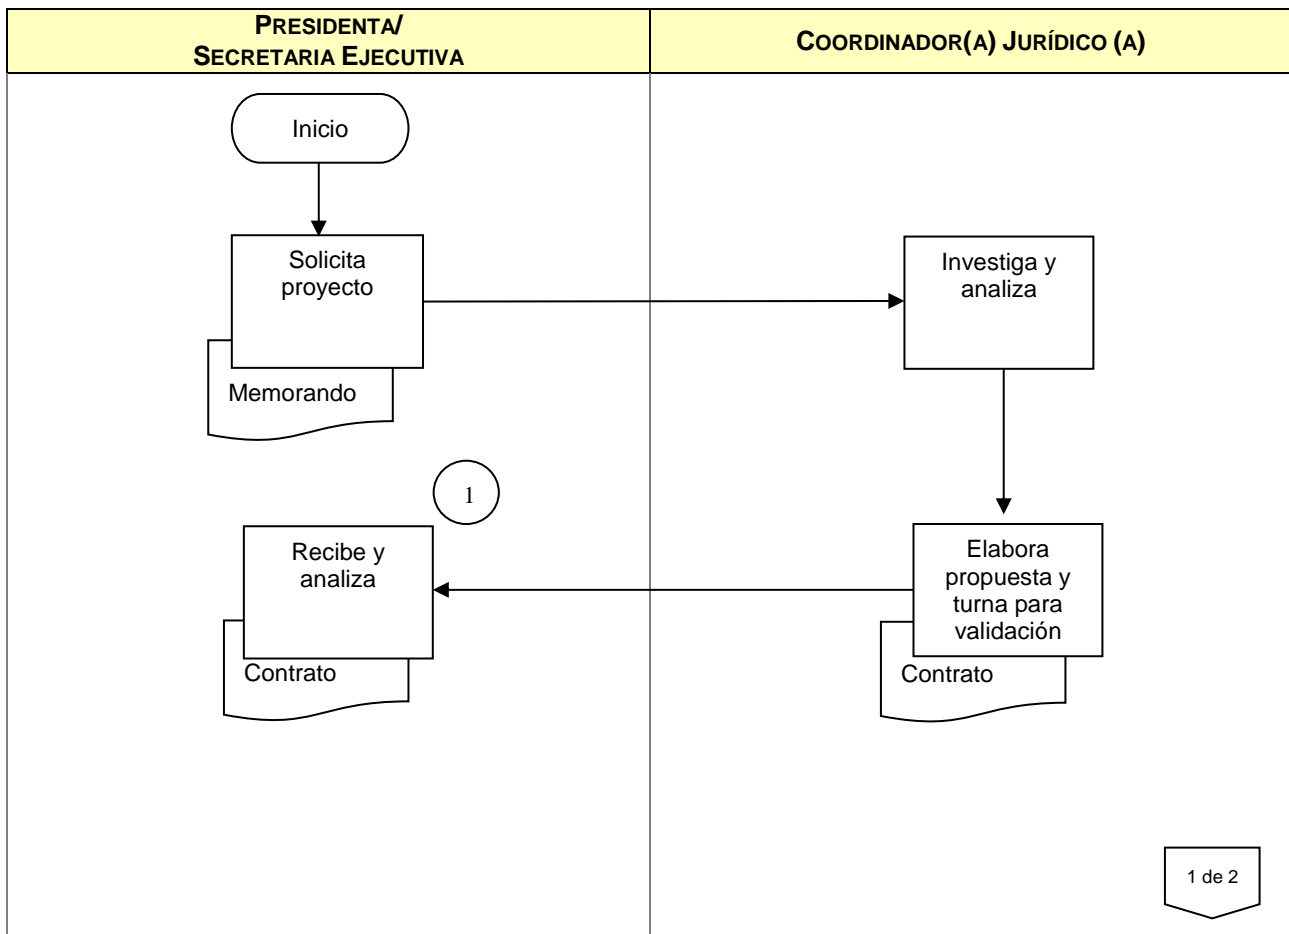 PRESIDENTA/
SECRETARIA EJECUTIVA
COORDINADOR(A) JURÍDICO (A)
Inicio
Solicita
proyecto
Memorando
Investiga y
analiza
1
Recibe y
analiza
Contrato
Elabora
propuesta y
turna para
validación
Contrato
1 de 2